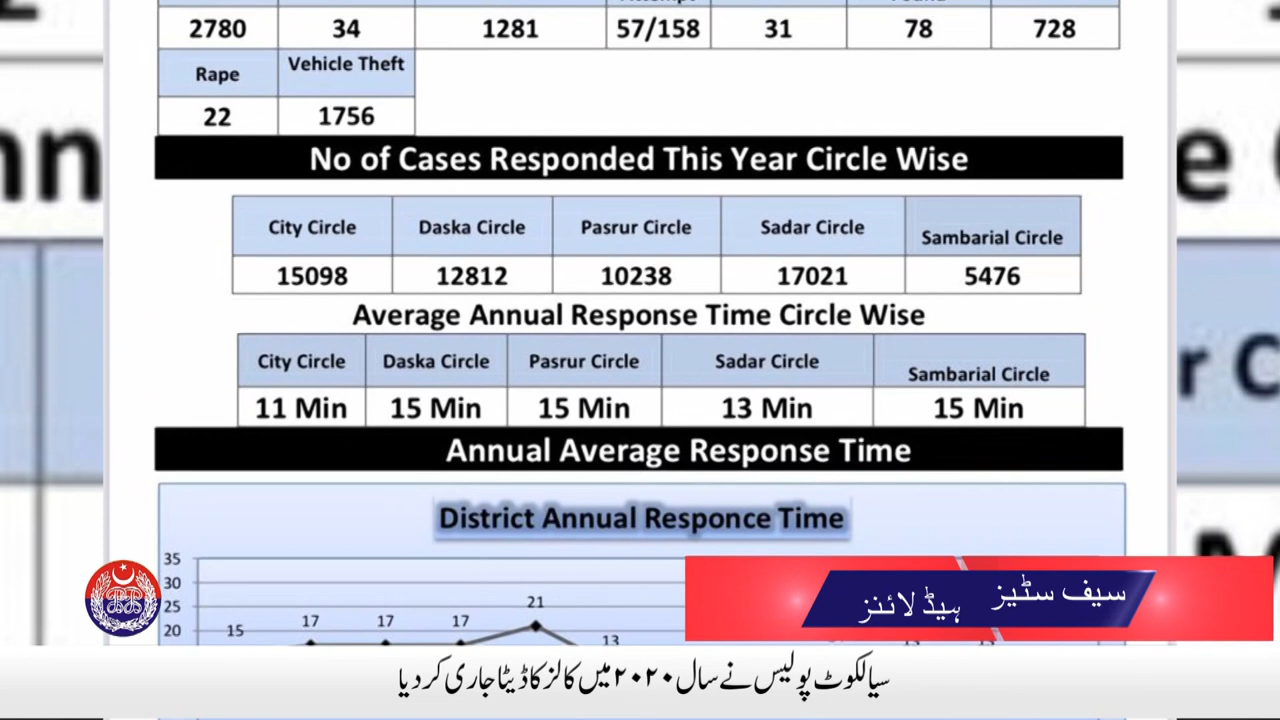 2780 34 1281 57/158 31 78 728
Rape Vehicle Theft
22 1756
No of Cases Responded This Year Circle Wise
City Circle Daska Circle Pasrur Circle Sadar Circle Sambarial Circle
15098 12812 10238 17021 5476
Average Annual Response Time Circle Wise
City Circle Daska Circle Pasrur Circle Sadar Circle Sambarial Circle
11 Min 15 Min 15 Min 13 Min 15 Min
Annual Average Response Time
District Annual Responce Time
35
30
25
20
15 17 17 17 21 13
سیف سٹیز ہیڈ لائنز
سیالکوٹ پولیس نے سال ۲۰۲۰ میں کالز کا ڈیٹا جاری کر دیا